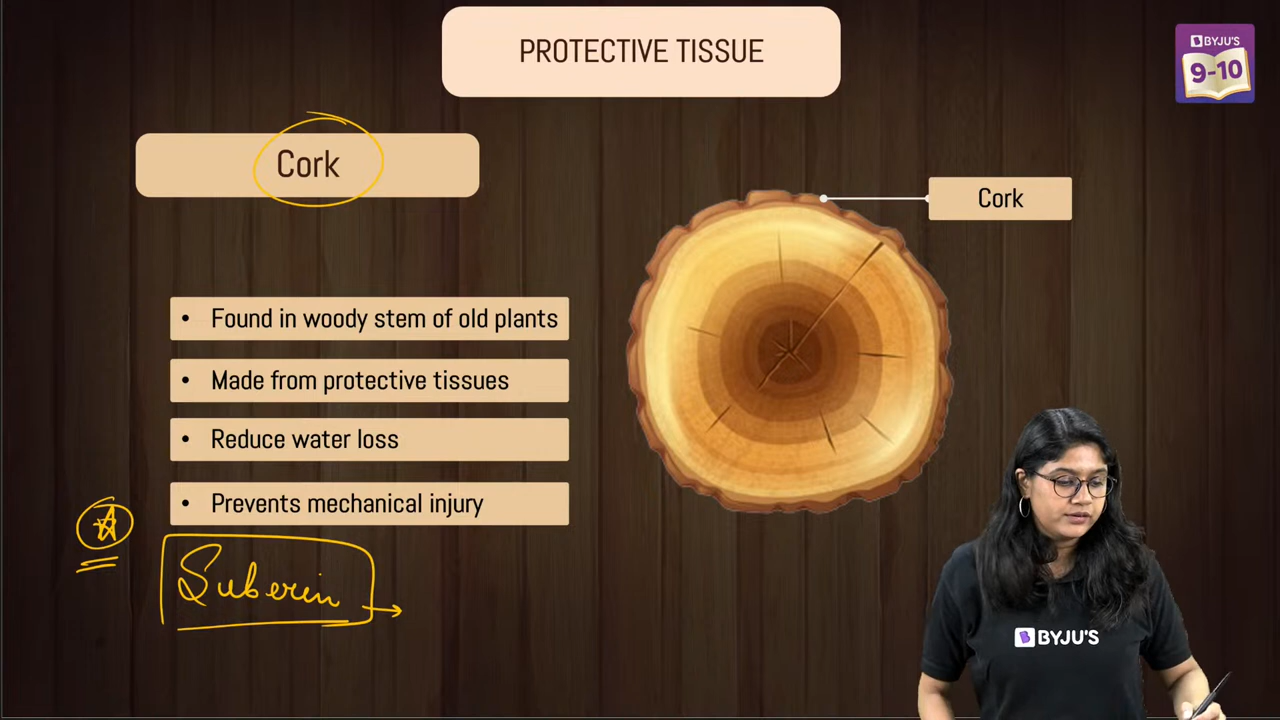 PROTECTIVE TISSUE
BYJU'S
9-10
Cork
Cork
• Found in woody stem of old plants
• Made from protective tissues
• Reduce water loss
• Prevents mechanical injury
Suberin
BYJU'S